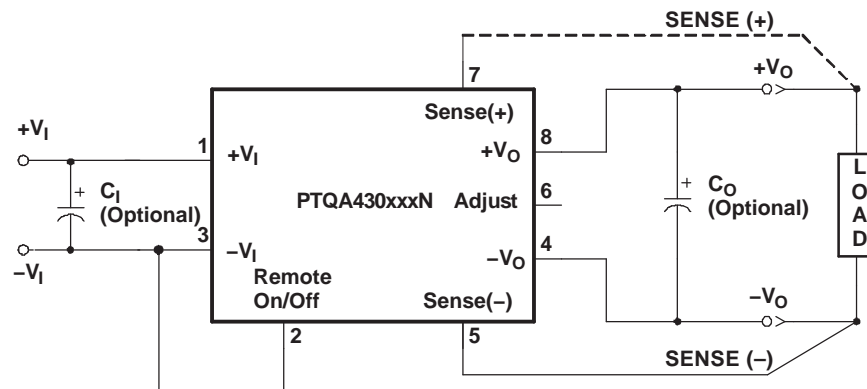 SENSE (+)
7
Sense(+)
+VO
+VI
1
+VI
+VO
8
+
CI
(Optional)
PTQA430xxxN
Adjust
6
+
CO
(Optional)
LOAD
3
−VI
−VO
4
−VI
Remote
On/Off
Sense(−)
−VO
2
5
SENSE (−)